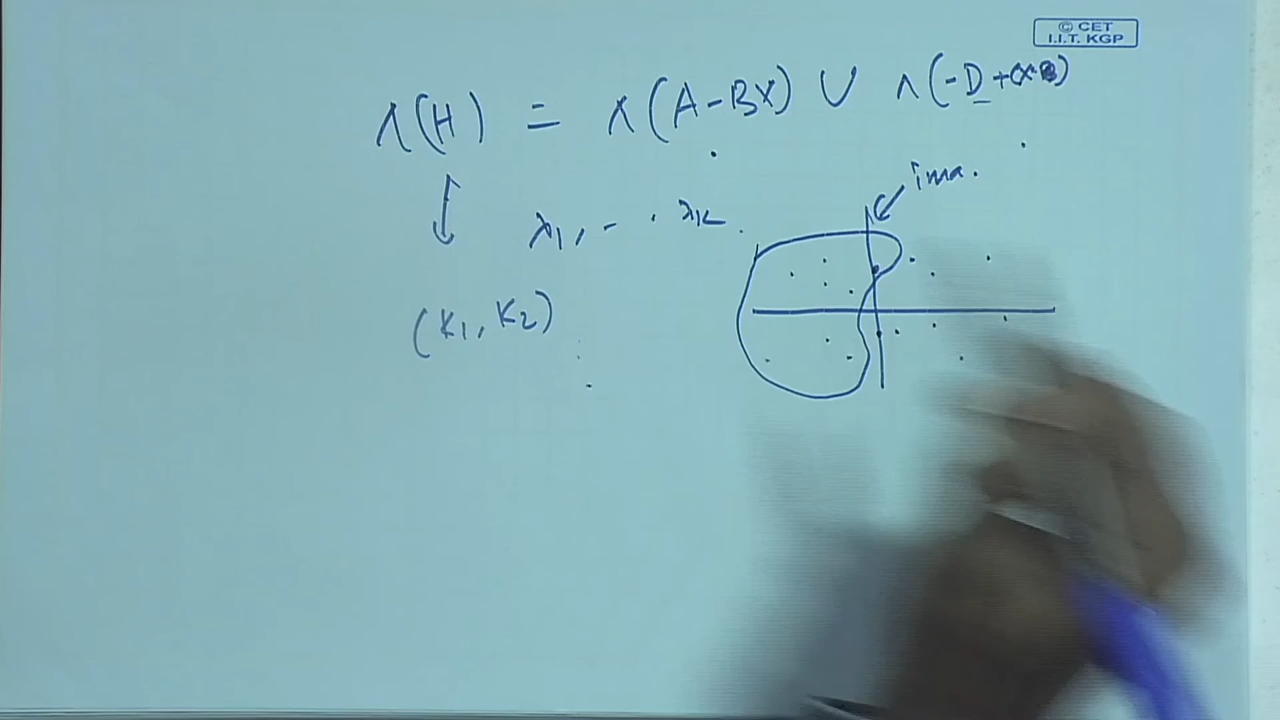 © CET
I.I.T. KGP
Λ(H) = Λ(A-BX) ∪ Λ(-D+(X·B)
ima.
λ1, - · λk.
(K1, K2)